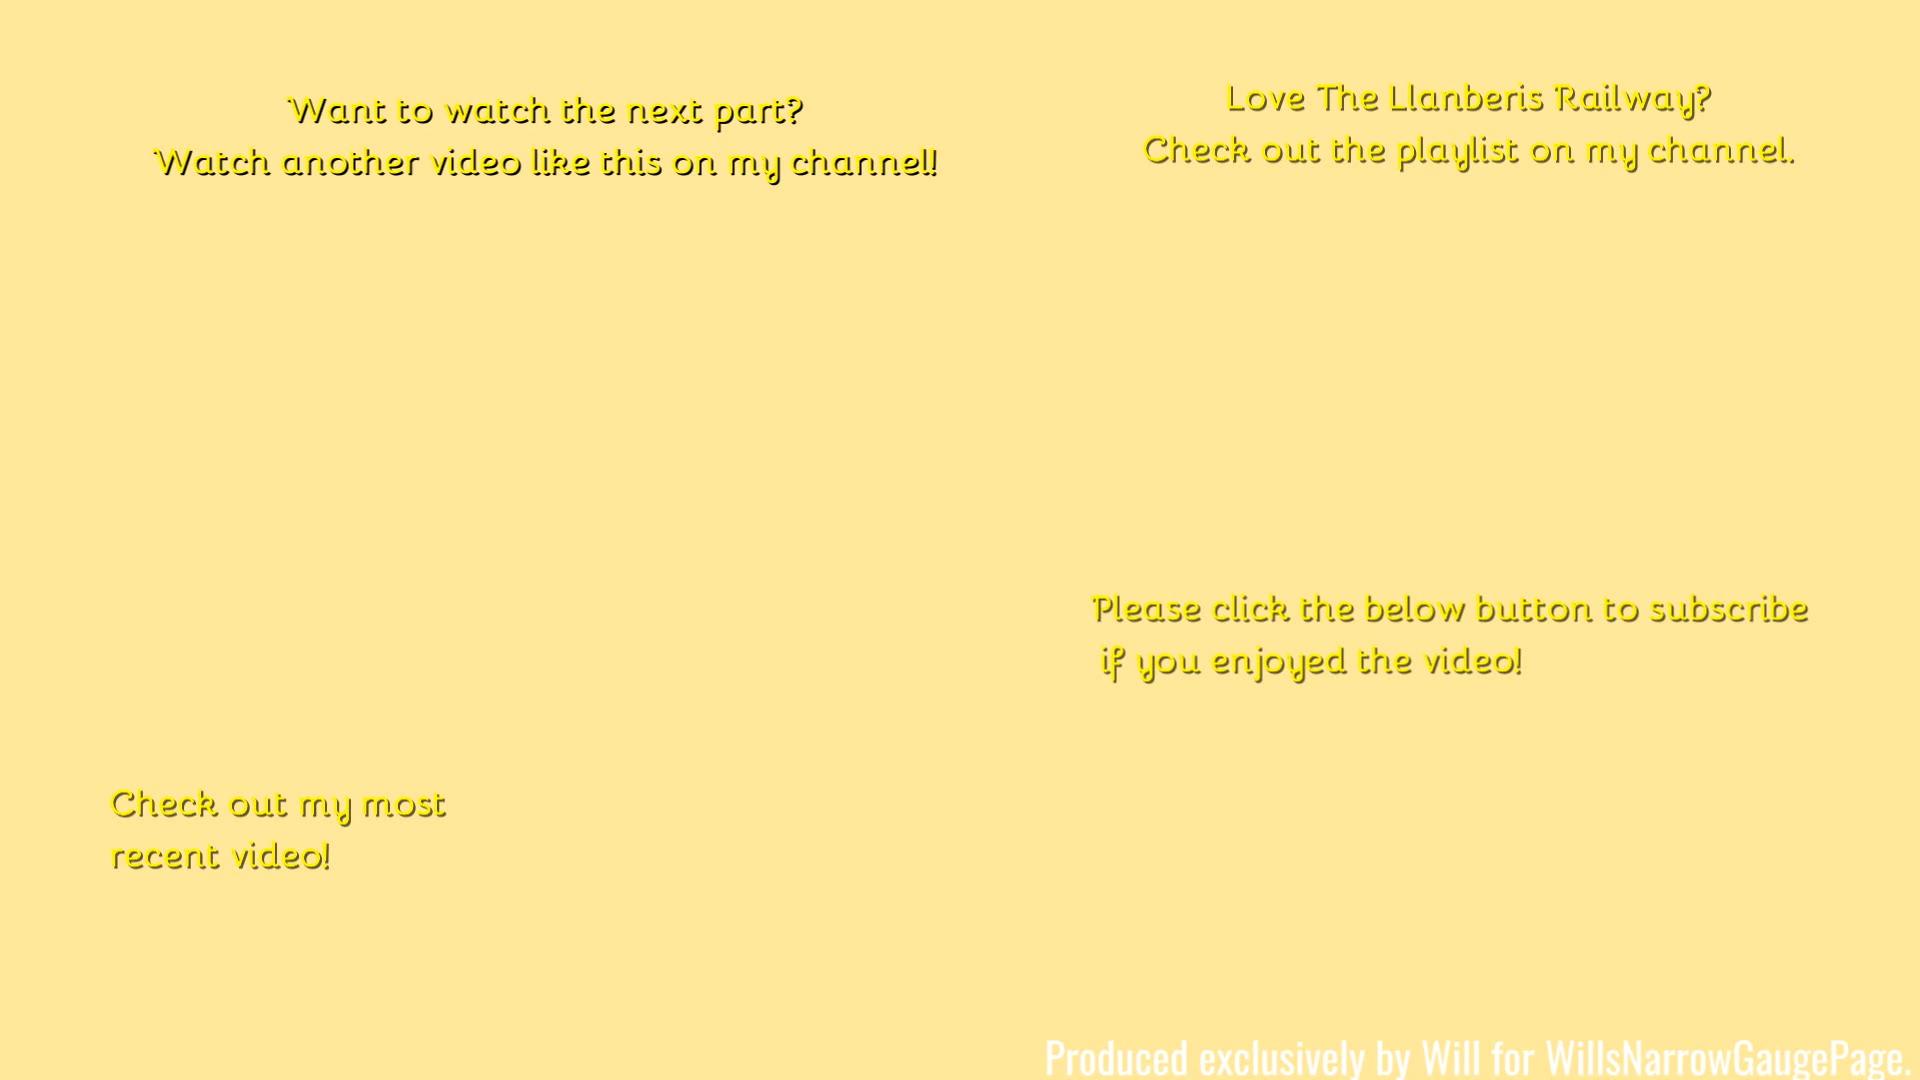 Want to watch the next part?
Watch another video like this on my channel!
Love The Llanberis Railway?
Check out the playlist on my channel.
Please click the below button to subscribe
if you enjoyed the video!
Check out my most
recent video!
Produced exclusively by Will for WillsNarrowGaugePage.